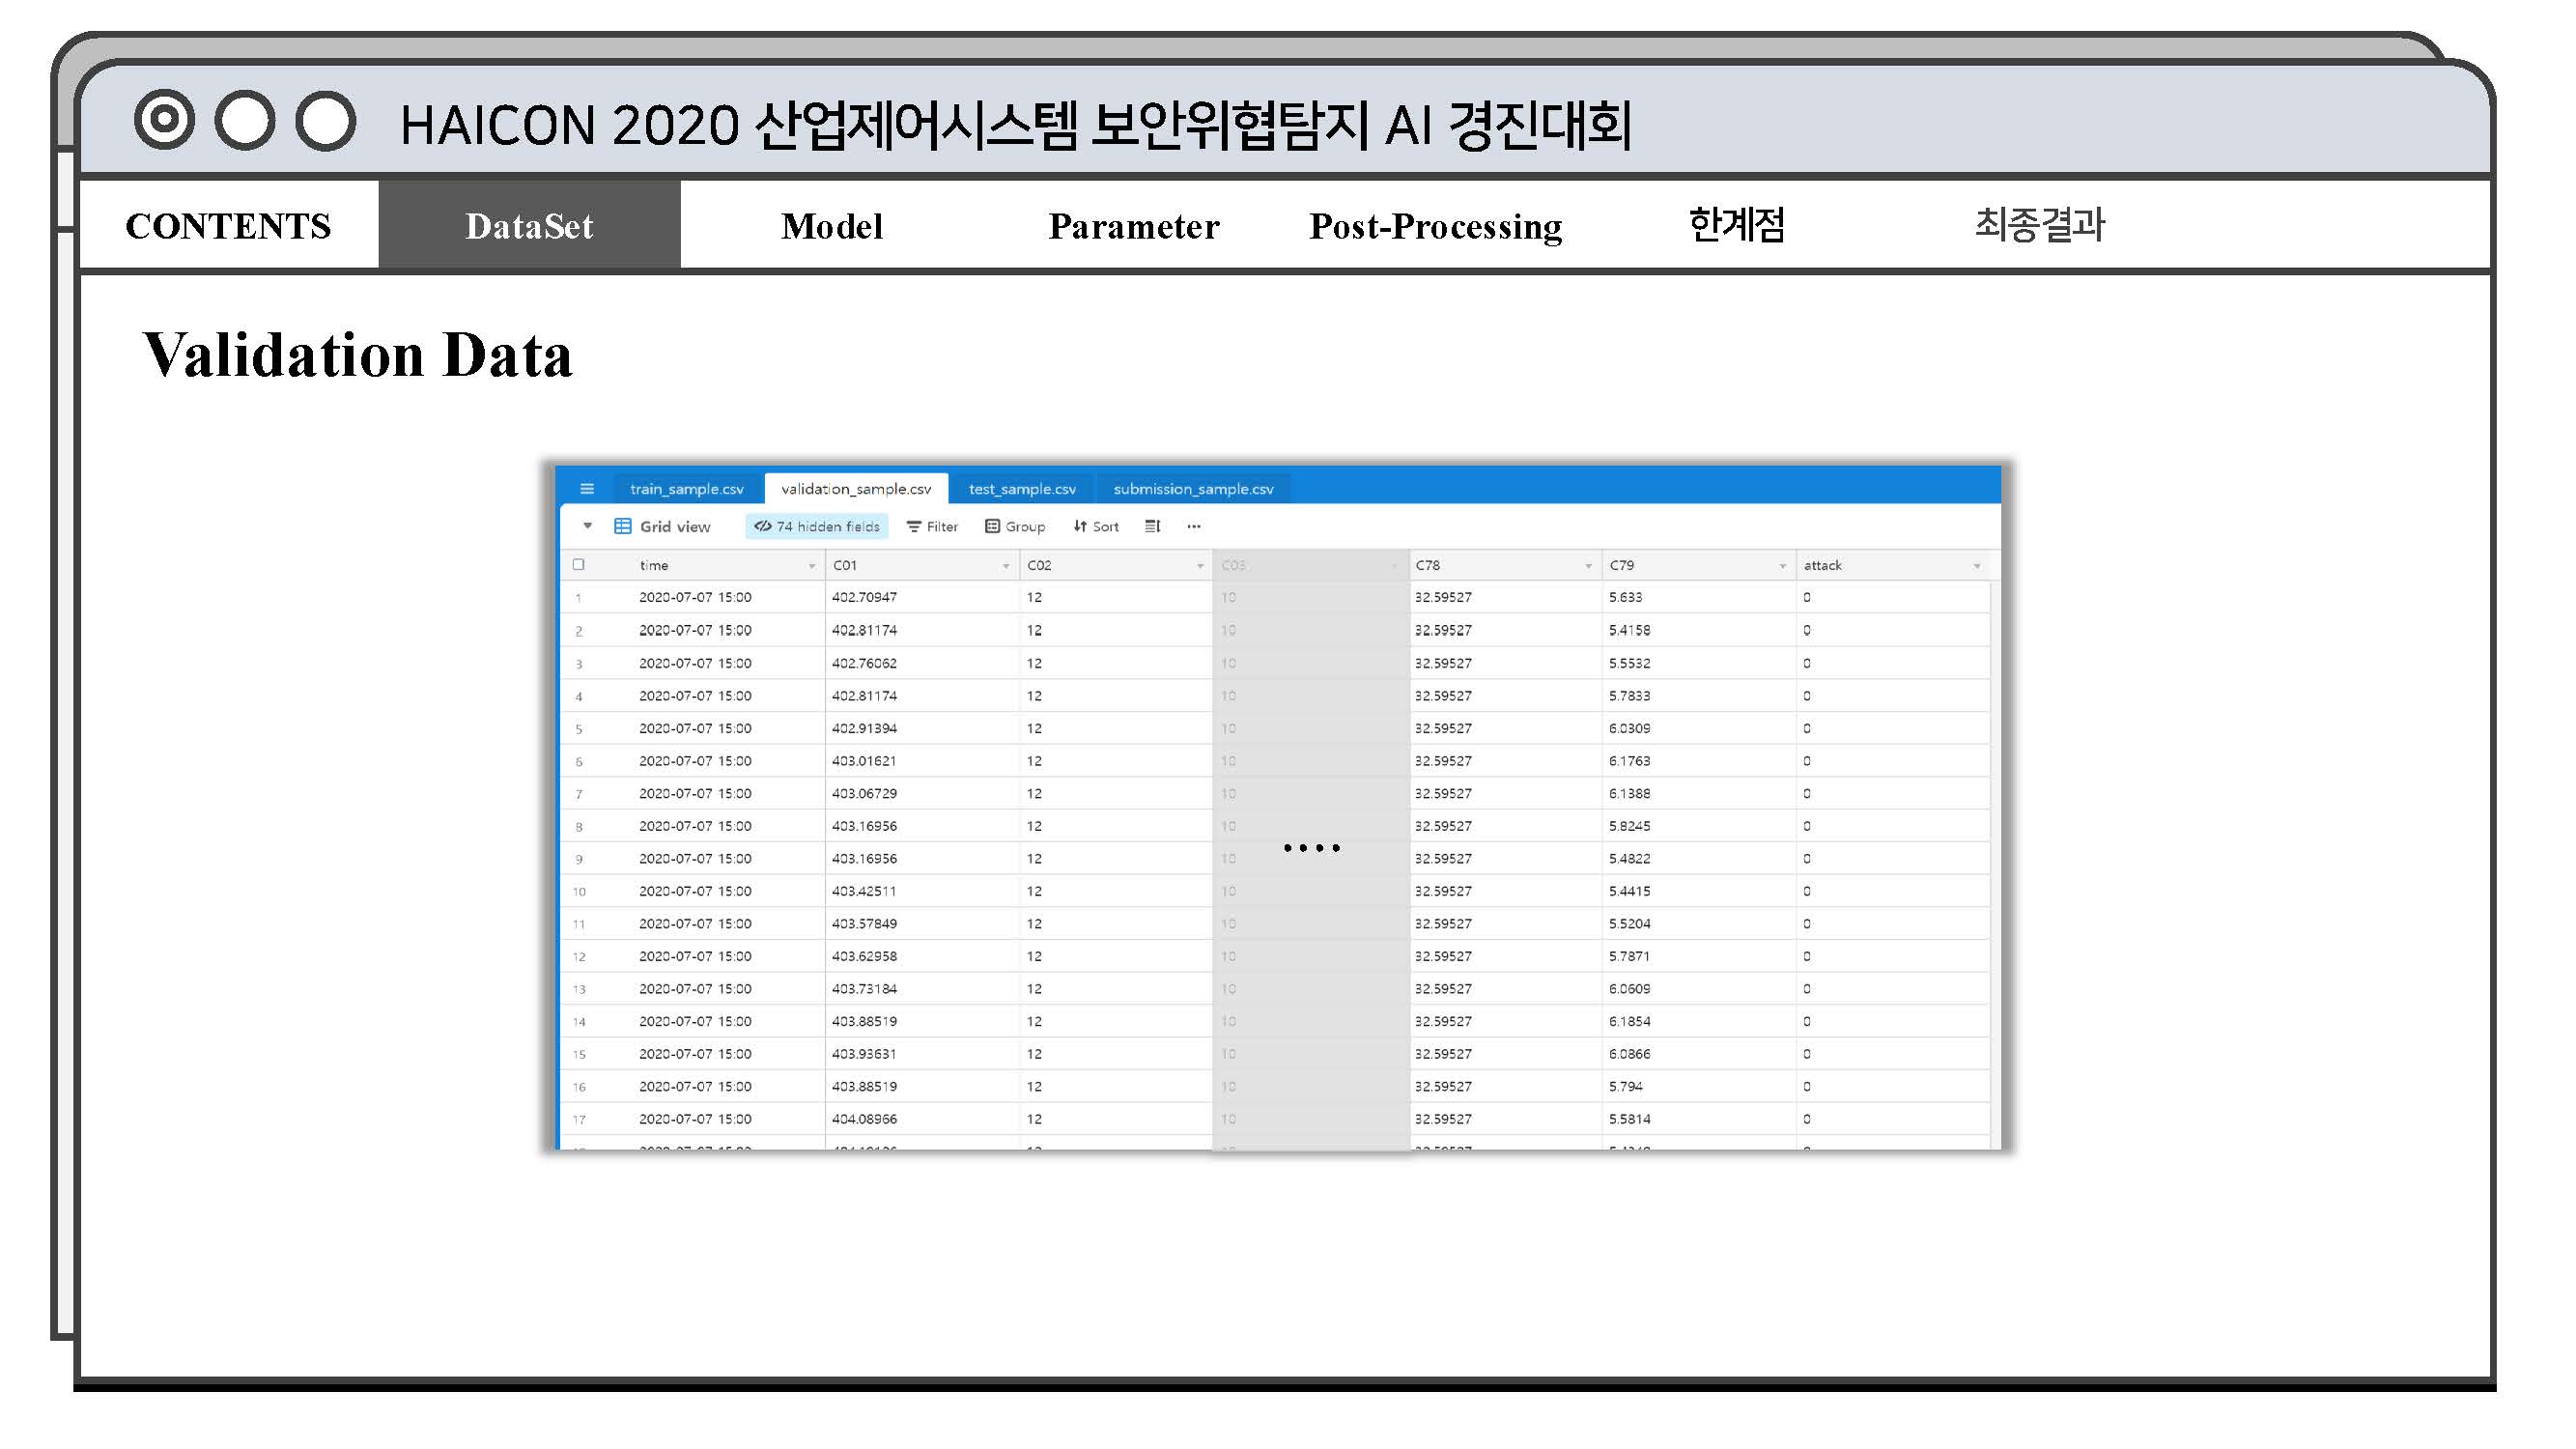 HAICON 2020 산업제어시스템 보안위협탐지 AI 경진대회
CONTENTS DataSet Model Parameter Post-Processing 한계점 최종결과
Validation Data
train_sample.csv validation_sample.csv test_sample.csv submission_sample.csv
Grid view 74 hidden fields Filter Group Sort ...
time C01 C02 C03 C78 C79 attack
1 2020-07-07 15:00 402.70947 12 10 32.59527 5.633 0
2 2020-07-07 15:00 402.81174 12 10 32.59527 5.4158 0
3 2020-07-07 15:00 402.76062 12 10 32.59527 5.5532 0
4 2020-07-07 15:00 402.81174 12 10 32.59527 5.7833 0
5 2020-07-07 15:00 402.91394 12 10 32.59527 6.0309 0
6 2020-07-07 15:00 403.01621 12 10 32.59527 6.1763 0
7 2020-07-07 15:00 403.06729 12 10 32.59527 6.1388 0
8 2020-07-07 15:00 403.16956 12 10 32.59527 5.8245 0
....
9 2020-07-07 15:00 403.16956 12 10 32.59527 5.4822 0
10 2020-07-07 15:00 403.42511 12 10 32.59527 5.4415 0
11 2020-07-07 15:00 403.57849 12 10 32.59527 5.5204 0
12 2020-07-07 15:00 403.62958 12 10 32.59527 5.7871 0
13 2020-07-07 15:00 403.73184 12 10 32.59527 6.0609 0
14 2020-07-07 15:00 403.88519 12 10 32.59527 6.1854 0
15 2020-07-07 15:00 403.93631 12 10 32.59527 6.0866 0
16 2020-07-07 15:00 403.88519 12 10 32.59527 5.794 0
17 2020-07-07 15:00 404.08966 12 10 32.59527 5.5814 0